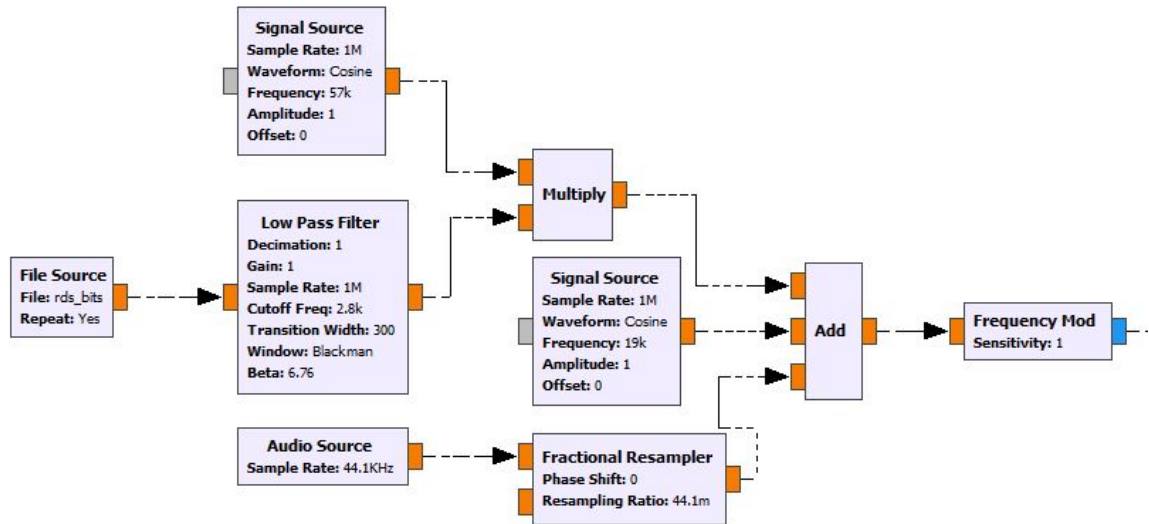 Signal Source
Sample Rate: 1M
Waveform: Cosine
Frequency: 57k
Amplitude: 1
Offset: 0
Multiply
Low Pass Filter
Decimation: 1
Gain: 1
Sample Rate: 1M
Cutoff Freq: 2.8k
Transition Width: 300
Window: Blackman
Beta: 6.76
File Source
File: rds_bits
Repeat: Yes
Signal Source
Sample Rate: 1M
Waveform: Cosine
Frequency: 19k
Amplitude: 1
Offset: 0
Add
Frequency Mod
Sensitivity: 1
Audio Source
Sample Rate: 44.1KHz
Fractional Resampler
Phase Shift: 0
Resampling Ratio: 44.1m